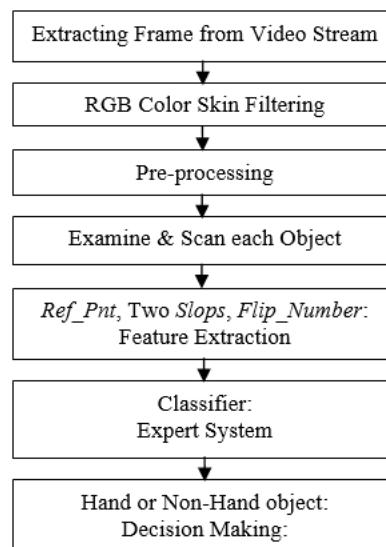 Extracting Frame from Video Stream
RGB Color Skin Filtering
Pre-processing
Examine & Scan each Object
Ref_Pnt, Two Slops, Flip_Number:
Feature Extraction
Classifier:
Expert System
Hand or Non-Hand object:
Decision Making: